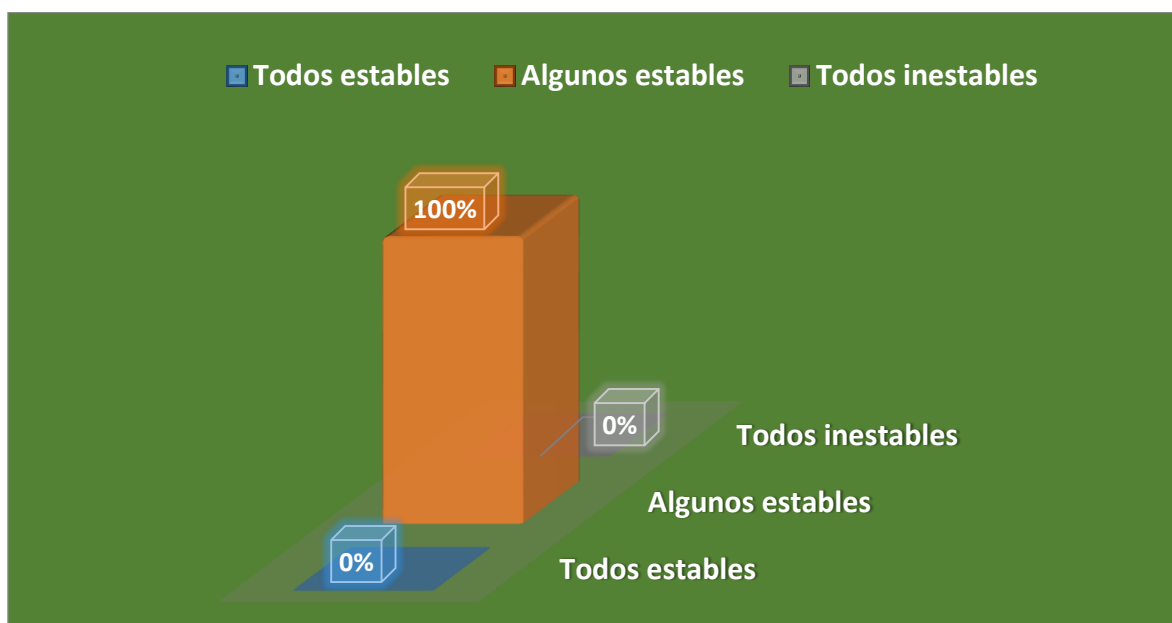 Todos estables Algunos estables Todos inestables
100%
0%
Todos inestables
Algunos estables
0%
Todos estables